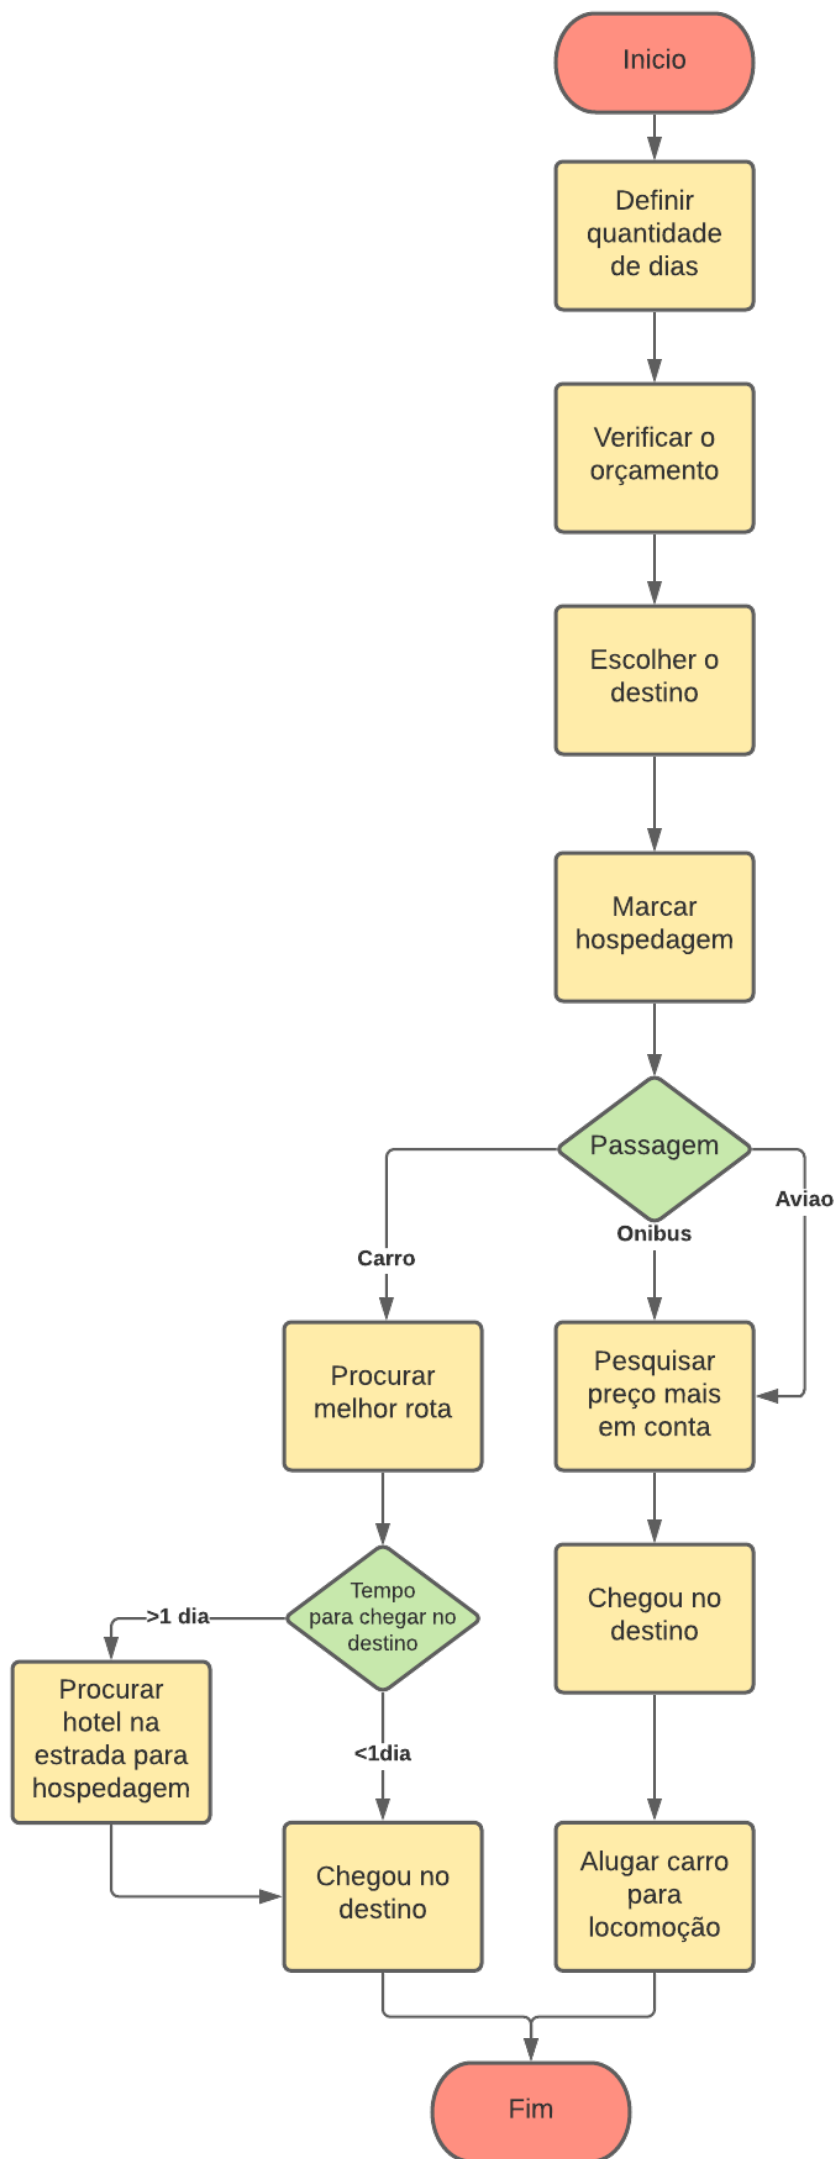 Inicio
Definir
quantidade
de dias
Verificar o
orçamento
Escolher o
destino
Marcar
hospedagem
Passagem
Aviao
Onibus
Carro
Procurar
melhor rota
Pesquisar
preço mais
em conta
Tempo
para chegar no
destino
>1 dia
<1dia
Chegou no
destino
Procurar
hotel na
estrada para
hospedagem
Chegou no
destino
Alugar carro
para
locomoção
Fim